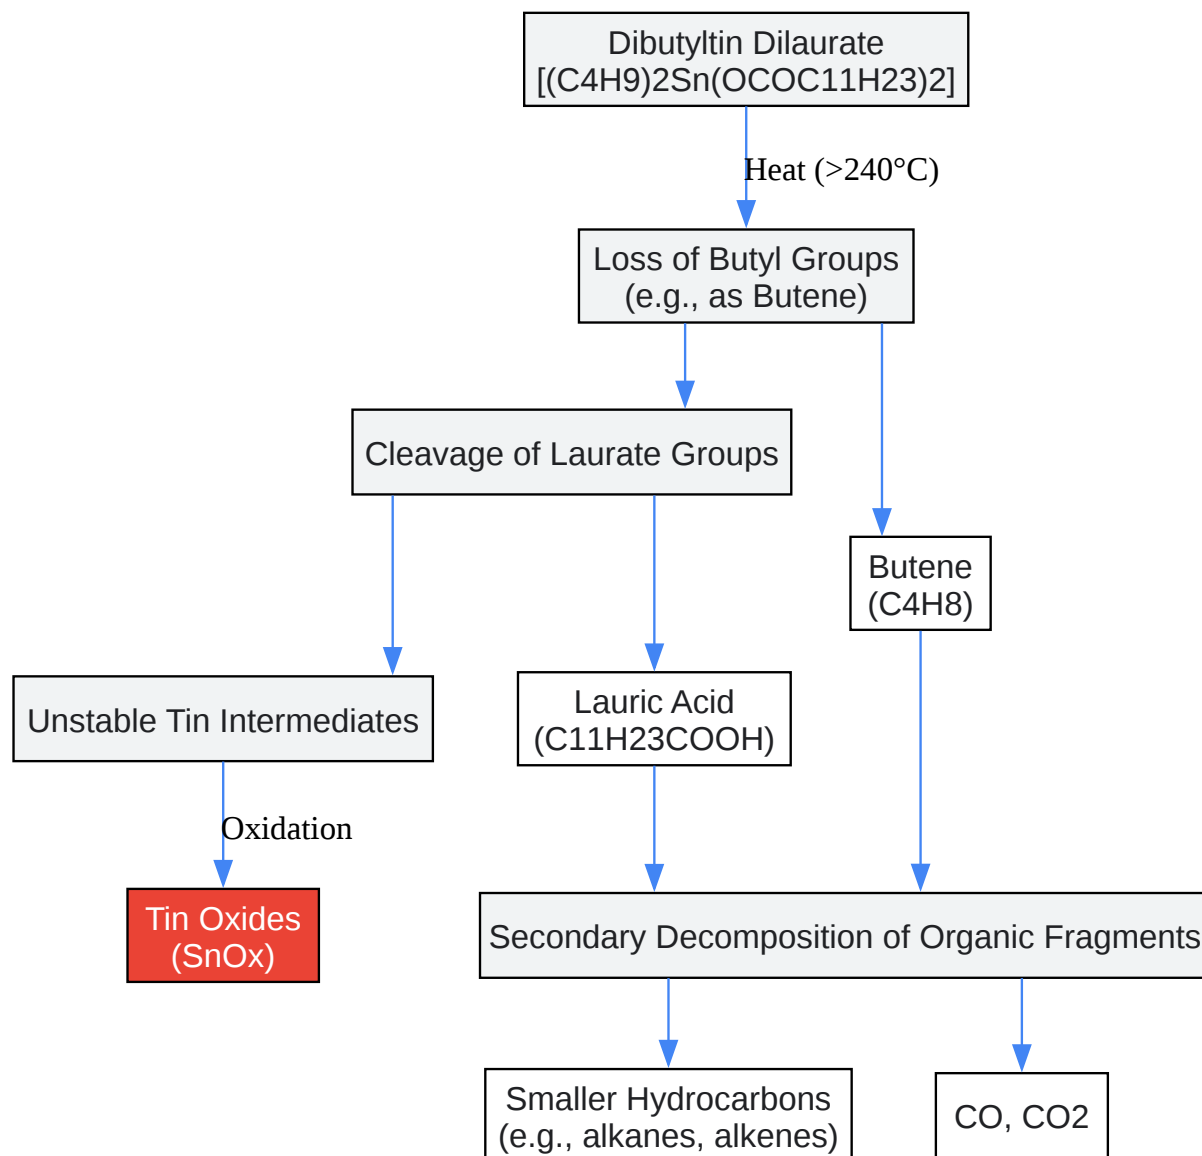 Dibutyltin Dilaurate
[(C4H9)2Sn(OCOC11H23)2]
Heat (>240°C)
Loss of Butyl Groups
(e.g., as Butene)
Cleavage of Laurate Groups
Butene
(C4H8)
Unstable Tin Intermediates
Lauric Acid
(C11H23COOH)
Oxidation
Tin Oxides
(SnOx)
Secondary Decomposition of Organic Fragments
Smaller Hydrocarbons
(e.g., alkanes, alkenes)
CO, CO2